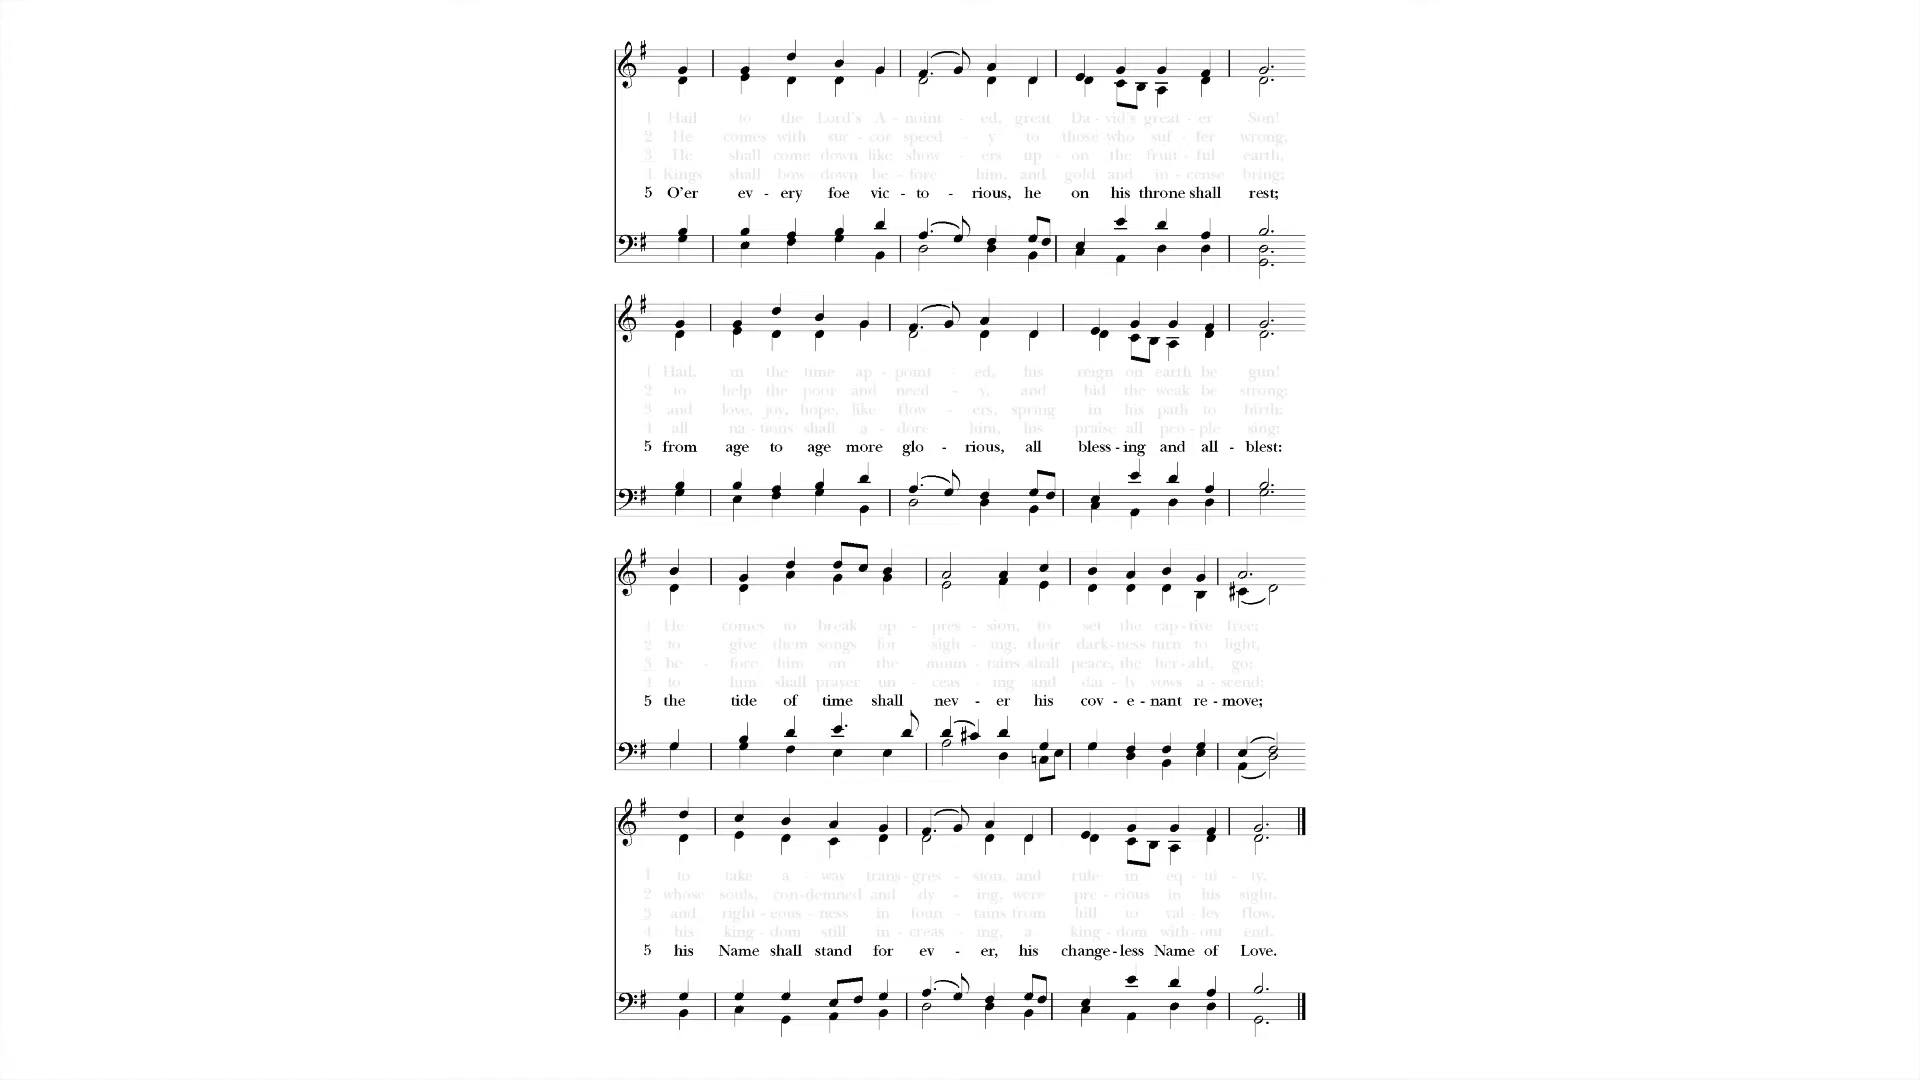 1 Hail to the Lord's A - noint - ed, great Da - vid's great - er Son!
2 He comes with suc - cor speed - y to those who suf - fer wrong,
3 He shall come down like show - ers up - on the fruit - ful earth,
4 Kings shall bow down be - fore him, and gold and in - cense bring;
5 O'er ev - ery foe vic - to - rious, he on his throne shall rest;
1 Hail, in the time ap - point - ed, his reign on earth be gun!
2 to help the poor and need - y, and bid the weak be strong;
3 and love, joy, hope, like flow - ers, spring in his path to birth:
4 all na - tions shall a - dore him, his praise all peo - ple sing;
5 from age to age more glo - rious, all bless - ing and all - blest:
1 He comes to break op - pres - sion, to set the cap - tive free;
2 to give them songs for sigh - ing, their dark - ness turn to light,
3 be - fore him on the moun - tains shall peace, the her - ald, go;
4 to him shall prayer un - ceas - ing and dai - ly vows a - scend;
5 the tide of time shall nev - er his cov - e - nant re - move;
1 to take a - way trans - gres - sion, and rule in eq - ui - ty.
2 whose souls, con - demned and dy - ing, were pre - cious in his sight.
3 and right - eous - ness in foun - tains from hill to val - ley flow.
4 his king - dom still in - creas - ing, a king - dom with - out end.
5 his Name shall stand for ev - er, his change - less Name of Love.